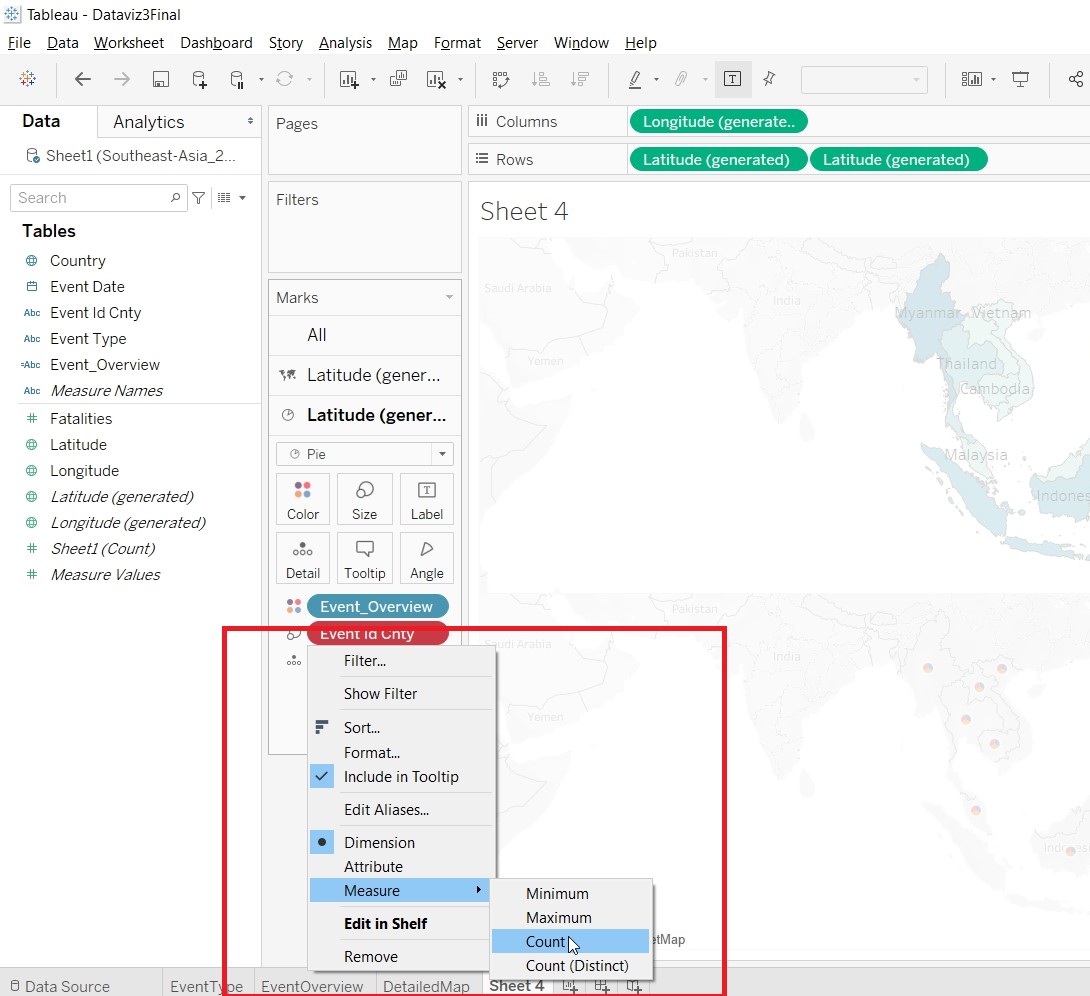 Tableau - Dataviz3Final
File Data Worksheet Dashboard Story Analysis Map Format Server Window Help
Data
Analytics
Sheet1 (Southeast-Asia_2...
Search
Tables
Country
Event Date
Abc Event Id Cnty
Abc Event Type
=Abc Event_Overview
Abc Measure Names
# Fatalities
Latitude
Longitude
Latitude (generated)
Longitude (generated)
# Sheet1 (Count)
# Measure Values
Pages
Filters
Marks
All
Latitude (gener...
Latitude (gener...
Pie
Color
Size
Label
Detail
Tooltip
Angle
Event_Overview
Event Id Cnty
Columns
Longitude (generate..
Rows
Latitude (generated)
Latitude (generated)
Sheet 4
Pakistan
Saudi Arabia
India
Yemen
Myanmar
Vietnam
Thailand
Cambodia
Malaysia
Indones
Pakistan
Saudi Arabia
India
Yemen
Indonesi
Filter...
Show Filter
Sort...
Format...
Include in Tooltip
Edit Aliases...
Dimension
Attribute
Measure
Edit in Shelf
Remove
Minimum
Maximum
Count
Count (Distinct)
etMap
Data Source
EventType
EventOverview
DetailedMap
Sheet 4